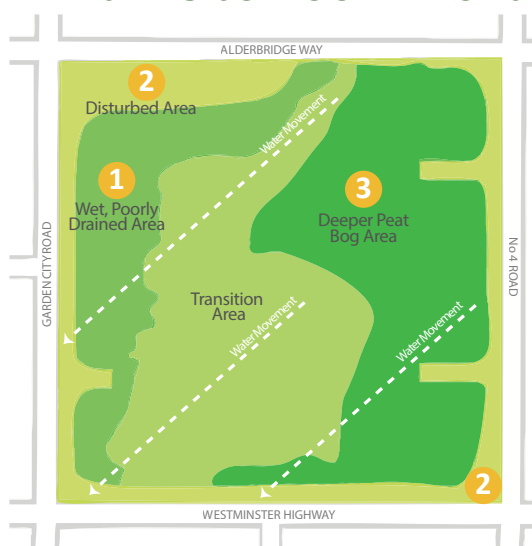 ALDERBRIDGE WAY
2
Disturbed Area
Water Movement
1
Wet, Poorly
Drained Area
3
Deeper Peat
Bog Area
GARDEN CITY ROAD
No 4 ROAD
Transition
Area
Water Movement
Water Movement
2
WESTMINSTER HIGHWAY